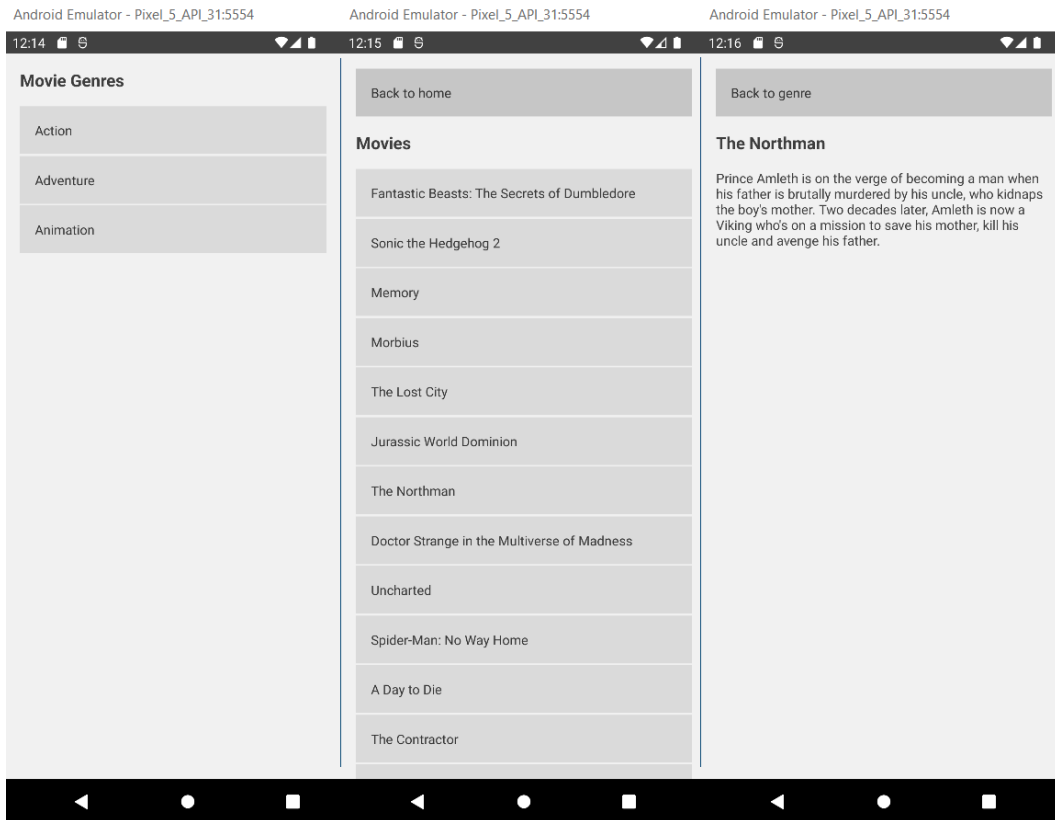 Android Emulator - Pixel_5_API_31:5554
12:14
Movie Genres
Action
Adventure
Animation
Android Emulator - Pixel_5_API_31:5554
12:15
Back to home
Movies
Fantastic Beasts: The Secrets of Dumbledore
Sonic the Hedgehog 2
Memory
Morbius
The Lost City
Jurassic World Dominion
The Northman
Doctor Strange in the Multiverse of Madness
Uncharted
Spider-Man: No Way Home
A Day to Die
The Contractor
Android Emulator - Pixel_5_API_31:5554
12:16
Back to genre
The Northman
Prince Amleth is on the verge of becoming a man when
his father is brutally murdered by his uncle, who kidnaps
the boy's mother. Two decades later, Amleth is now a
Viking who's on a mission to save his mother, kill his
uncle and avenge his father.